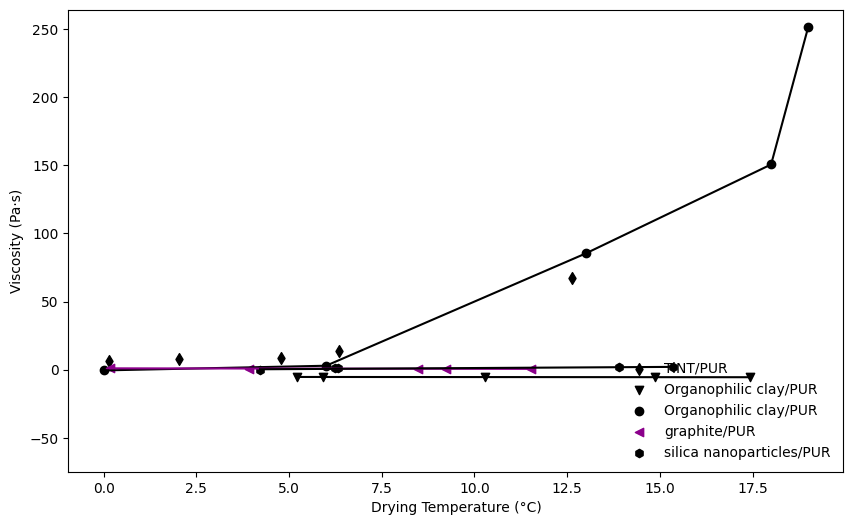 250
200
150
100
50
0
−50
Viscosity (Pa·s)
TiNT/PUR
Organophilic clay/PUR
Organophilic clay/PUR
graphite/PUR
silica nanoparticles/PUR
0.0 2.5 5.0 7.5 10.0 12.5 15.0 17.5
Drying Temperature (°C)